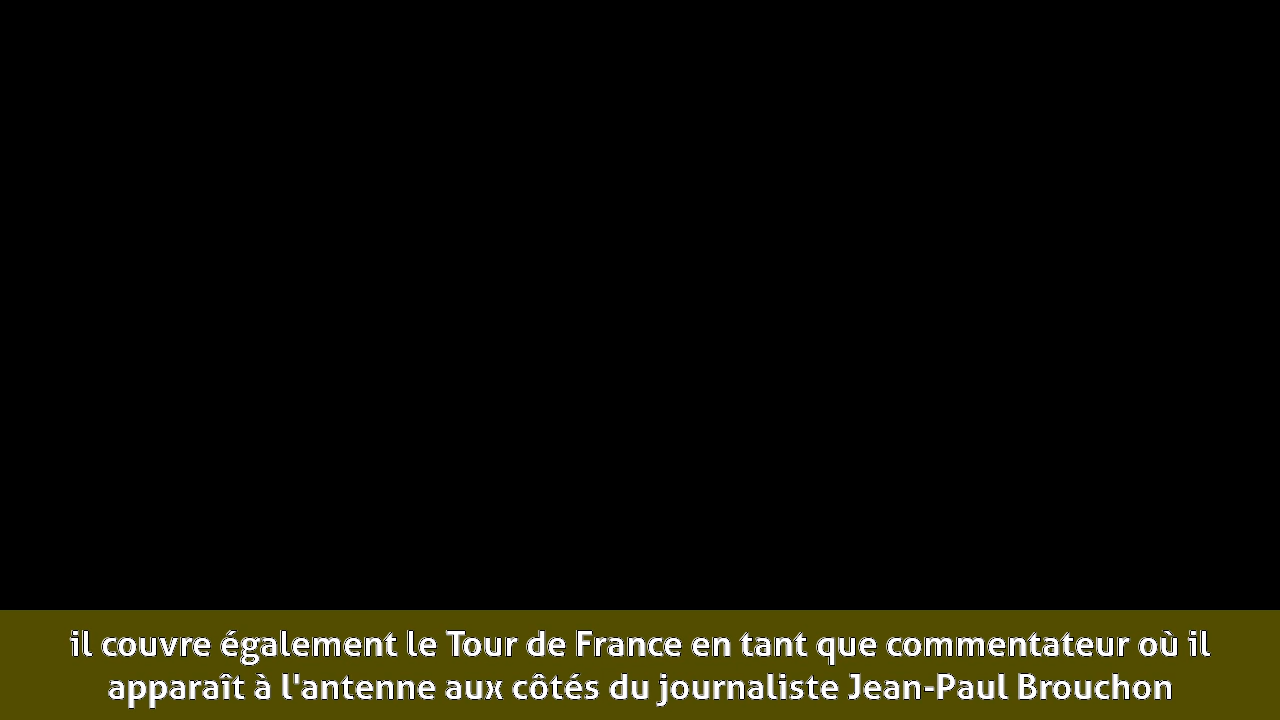 il couvre également le Tour de France en tant que commentateur où il
apparaît à l'antenne aux côtés du journaliste Jean-Paul Brouchon